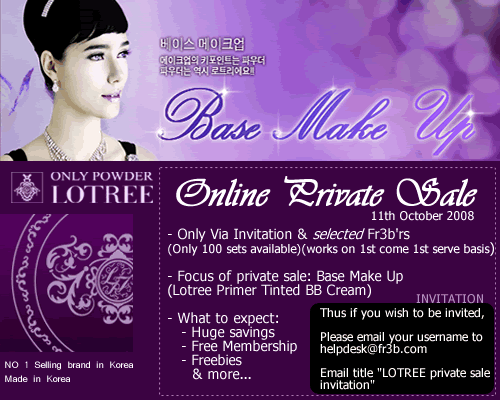 베이스 메이크업
메이크업의 키포인트는 파우더
파우더는 역시 로트리에요!!
Base Make Up
ONLY POWDER
LOTREE
Online Private Sale
11th October 2008
- Only Via Invitation & selected Fr3b'rs
(Only 100 sets available)(works on 1st come 1st serve basis)
- Focus of private sale: Base Make Up
(Lotree Primer Tinted BB Cream)
- What to expect:
- Huge savings
- Free Membership
- Freebies
& more...
INVITATION
Thus if you wish to be invited,
Please email your username to
helpdesk@fr3b.com
Email title "LOTREE private sale
invitation"
NO 1 Selling brand in Korea
Made in Korea